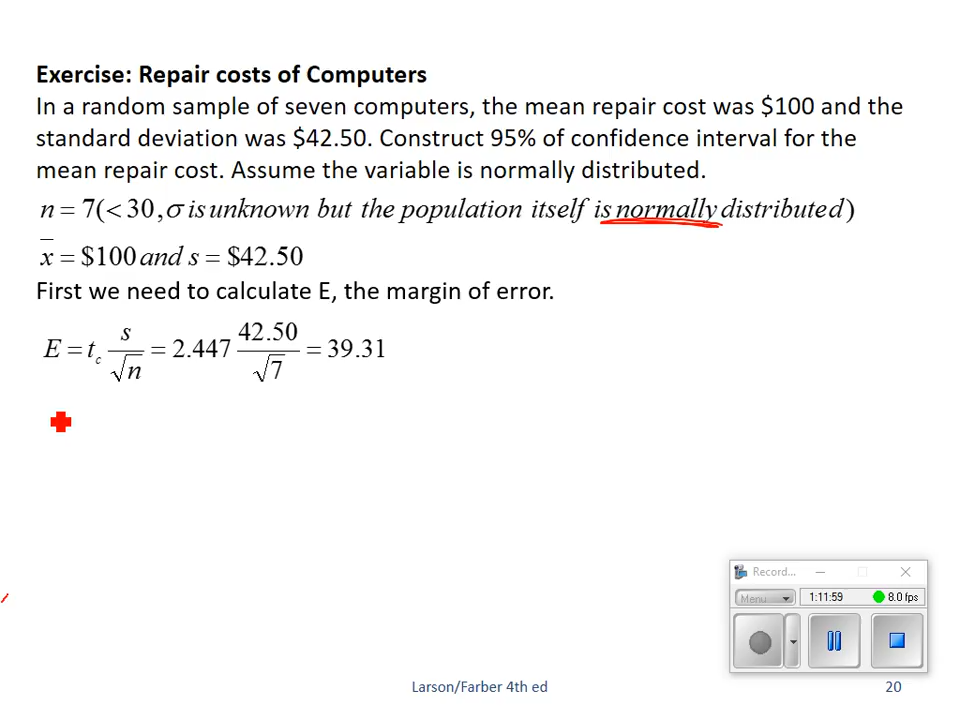 Exercise: Repair costs of Computers
In a random sample of seven computers, the mean repair cost was $100 and the
standard deviation was $42.50. Construct 95% of confidence interval for the
mean repair cost. Assume the variable is normally distributed.
n = 7(< 30, σ is unknown but the population itself is normally distributed)
x̄ = $100 and s = $42.50
First we need to calculate E, the margin of error.
E = t_c s/√n = 2.447 42.50/√7 = 39.31
Record...
Menu 1:11:59 8.0 fps
Larson/Farber 4th ed 20